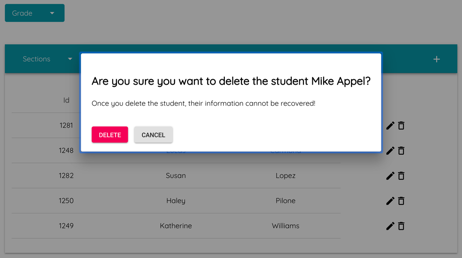 Grade
Sections
Are you sure you want to delete the student Mike Appel?
Once you delete the student, their information cannot be recovered!
DELETE CANCEL
Id
1281
1248
1282 Susan Lopez
1250 Haley Pilone
1249 Katherine Williams